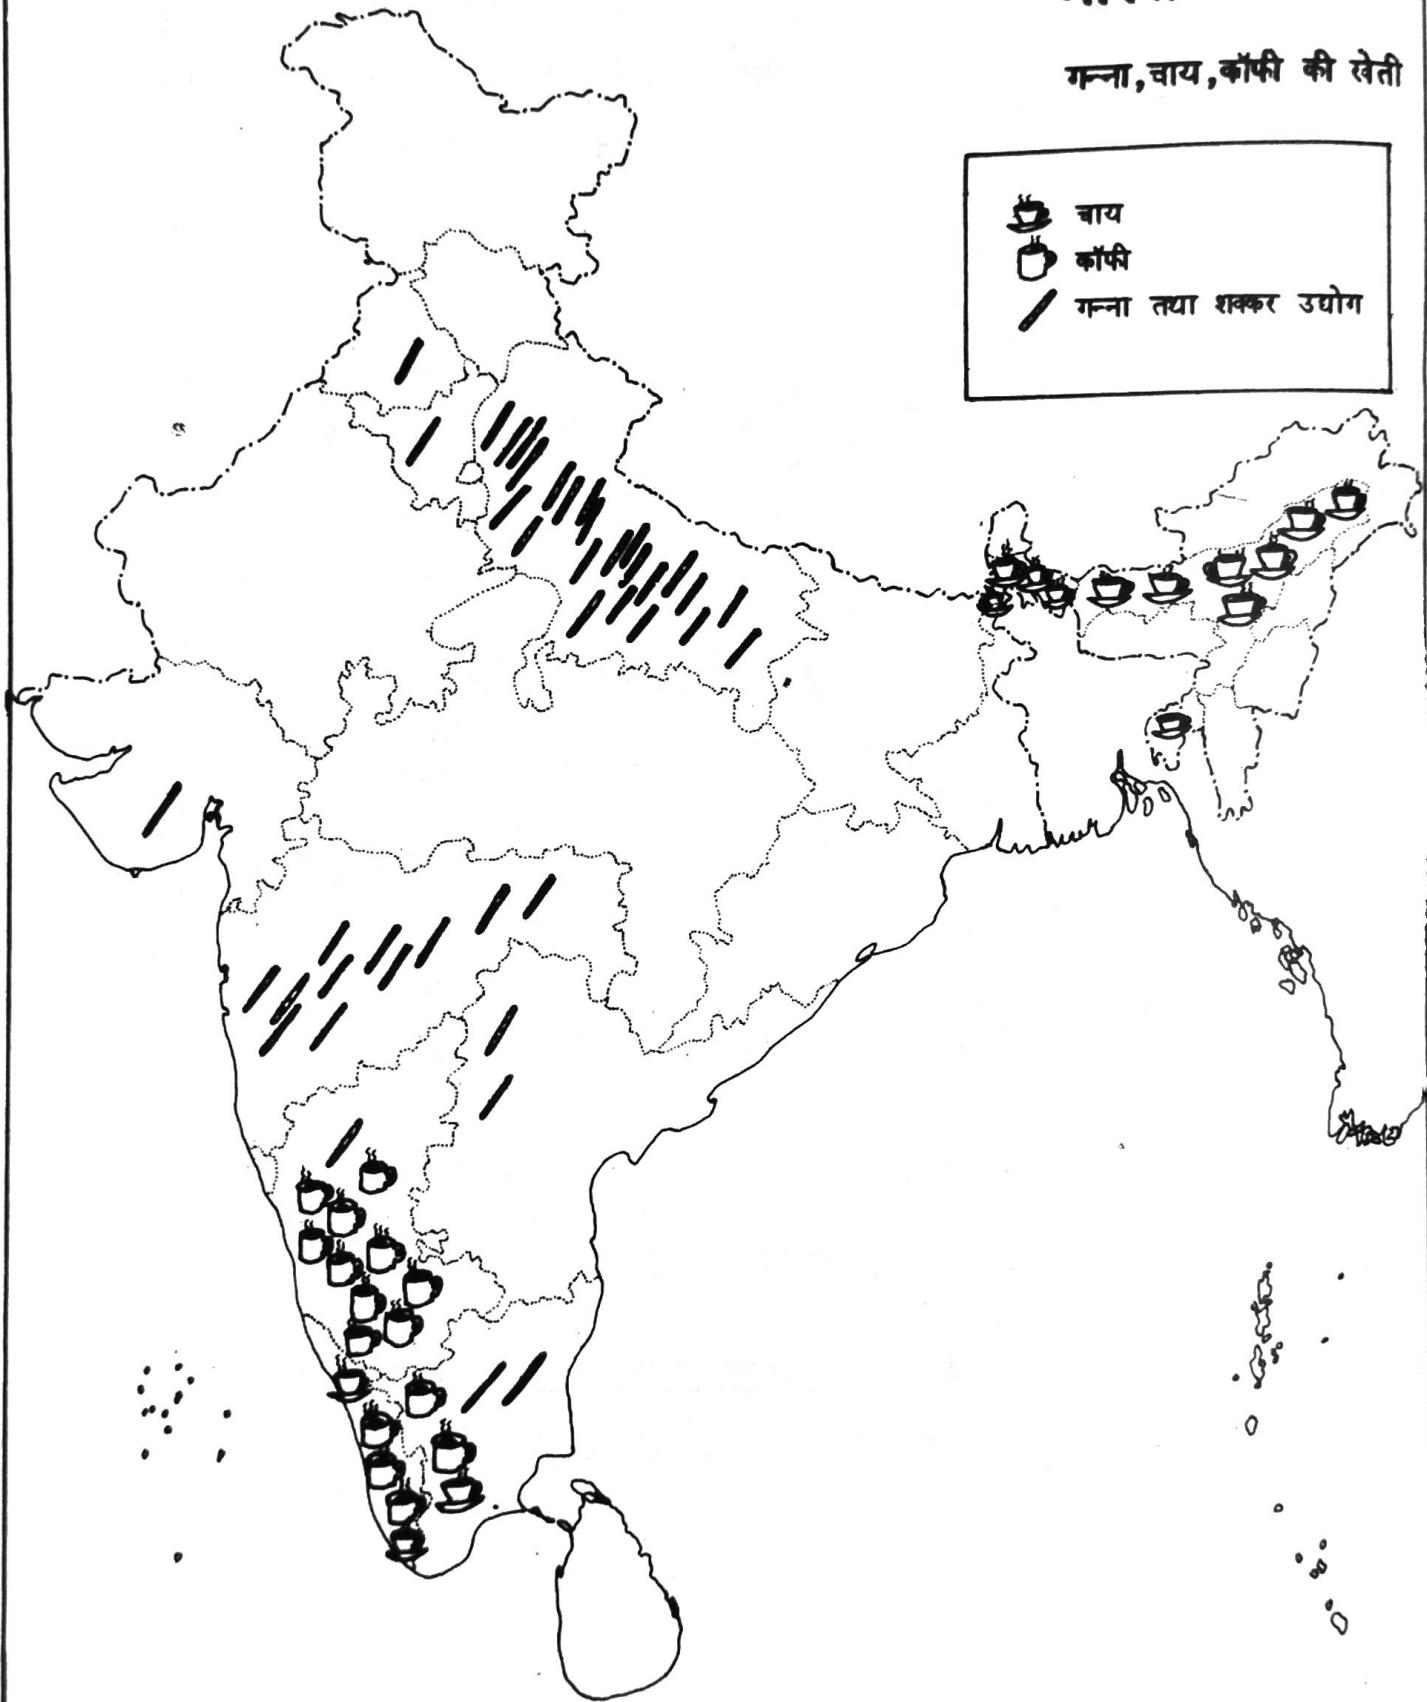 गन्ना, चाय, कॉफी की खेती
चाय
कॉफी
गन्ना तथा शक्कर उद्योग